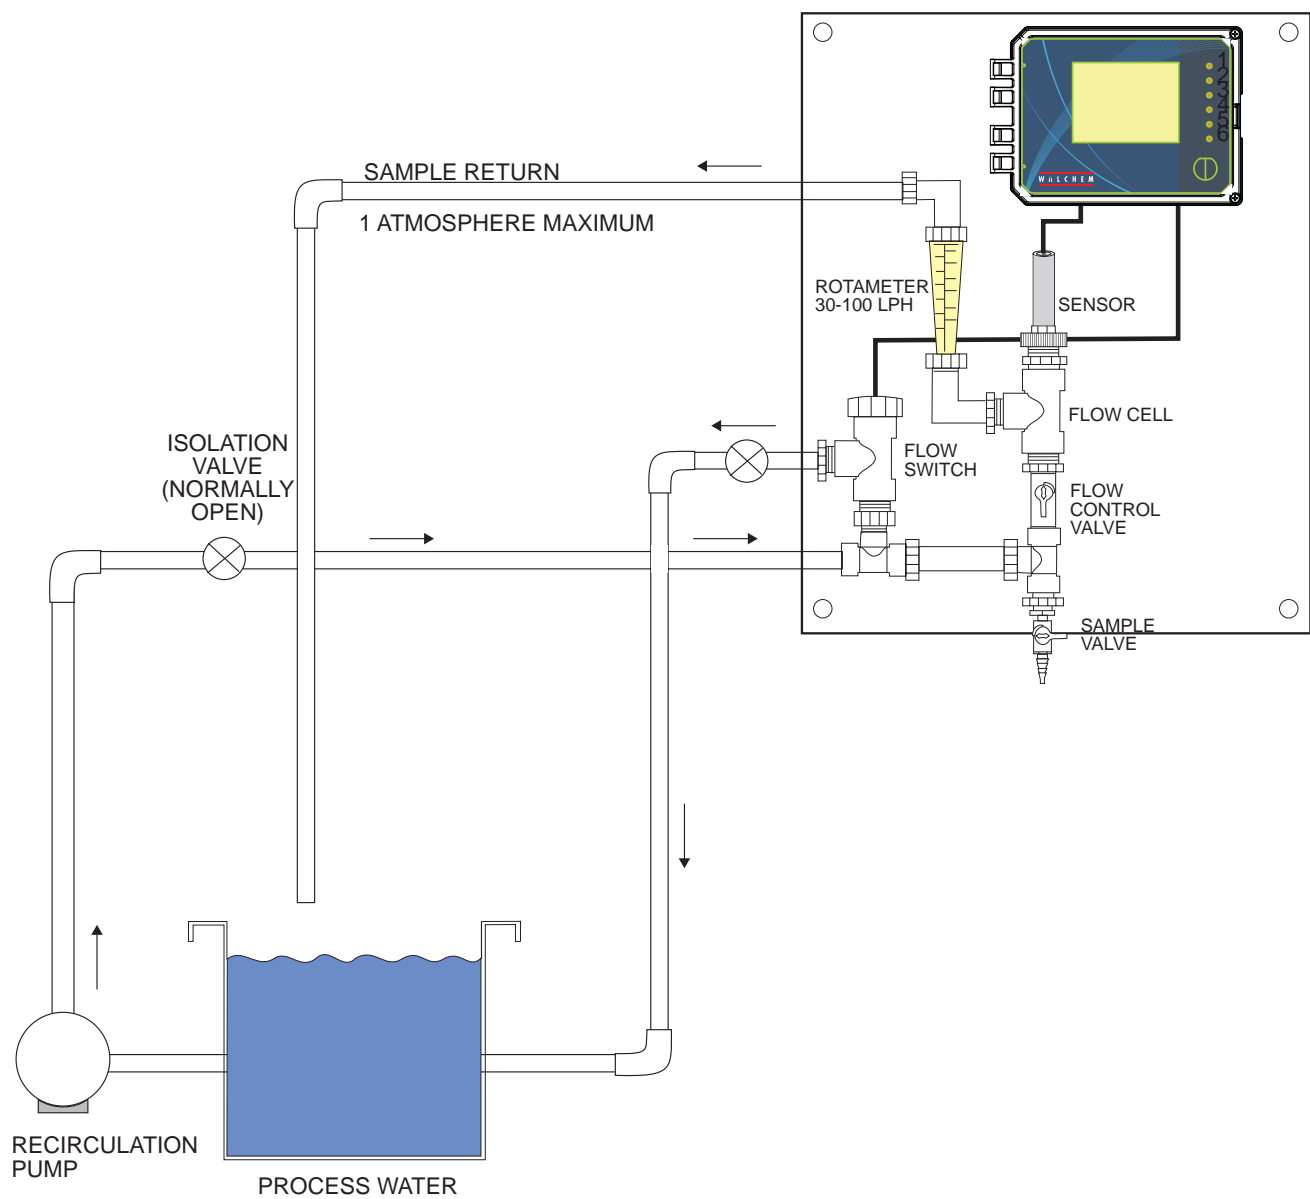 1
2
3
4
5
6
WALCHEM
SAMPLE RETURN
1 ATMOSPHERE MAXIMUM
ROTAMETER
30-100 LPH
SENSOR
FLOW CELL
ISOLATION
VALVE
(NORMALLY
OPEN)
FLOW
SWITCH
FLOW
CONTROL
VALVE
SAMPLE
VALVE
RECIRCULATION
PUMP
PROCESS WATER